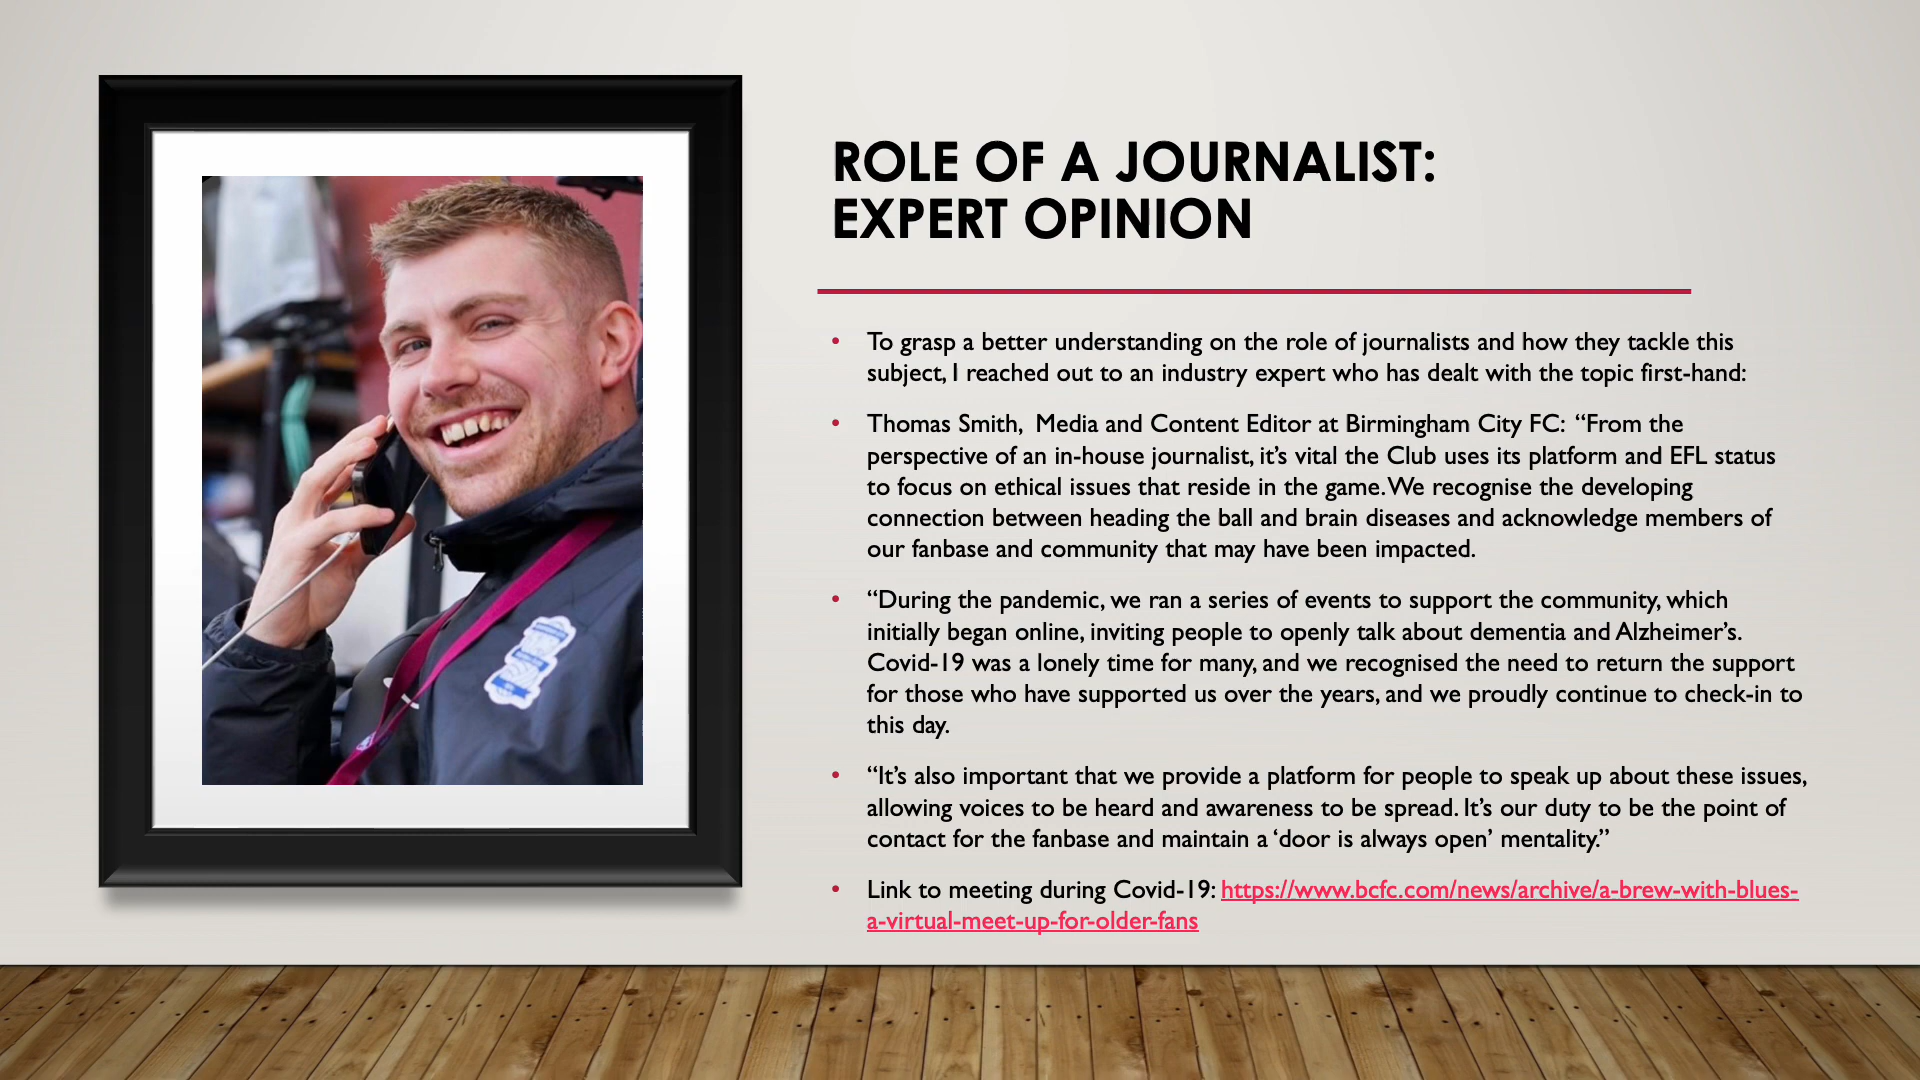 ROLE OF A JOURNALIST:
EXPERT OPINION
• To grasp a better understanding on the role of journalists and how they tackle this
subject, I reached out to an industry expert who has dealt with the topic first-hand:
• Thomas Smith,  Media and Content Editor at Birmingham City FC:  “From the
perspective of an in-house journalist, it’s vital the Club uses its platform and EFL status
to focus on ethical issues that reside in the game. We recognise the developing
connection between heading the ball and brain diseases and acknowledge members of
our fanbase and community that may have been impacted.
• “During the pandemic, we ran a series of events to support the community, which
initially began online, inviting people to openly talk about dementia and Alzheimer’s.
Covid-19 was a lonely time for many, and we recognised the need to return the support
for those who have supported us over the years, and we proudly continue to check-in to
this day.
• “It’s also important that we provide a platform for people to speak up about these issues,
allowing voices to be heard and awareness to be spread. It’s our duty to be the point of
contact for the fanbase and maintain a ‘door is always open’ mentality.”
• Link to meeting during Covid-19: https://www.bcfc.com/news/archive/a-brew-with-blues-
a-virtual-meet-up-for-older-fans